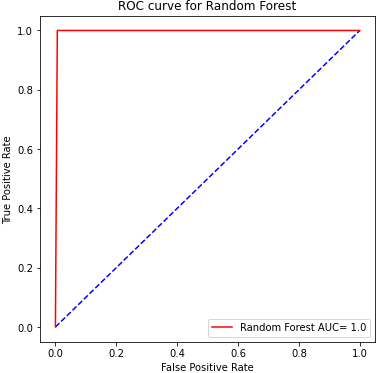 ROC curve for Random Forest
1.0
0.8
0.6
0.4
0.2
0.0
True Positive Rate
Random Forest AUC= 1.0
0.0 0.2 0.4 0.6 0.8 1.0
False Positive Rate